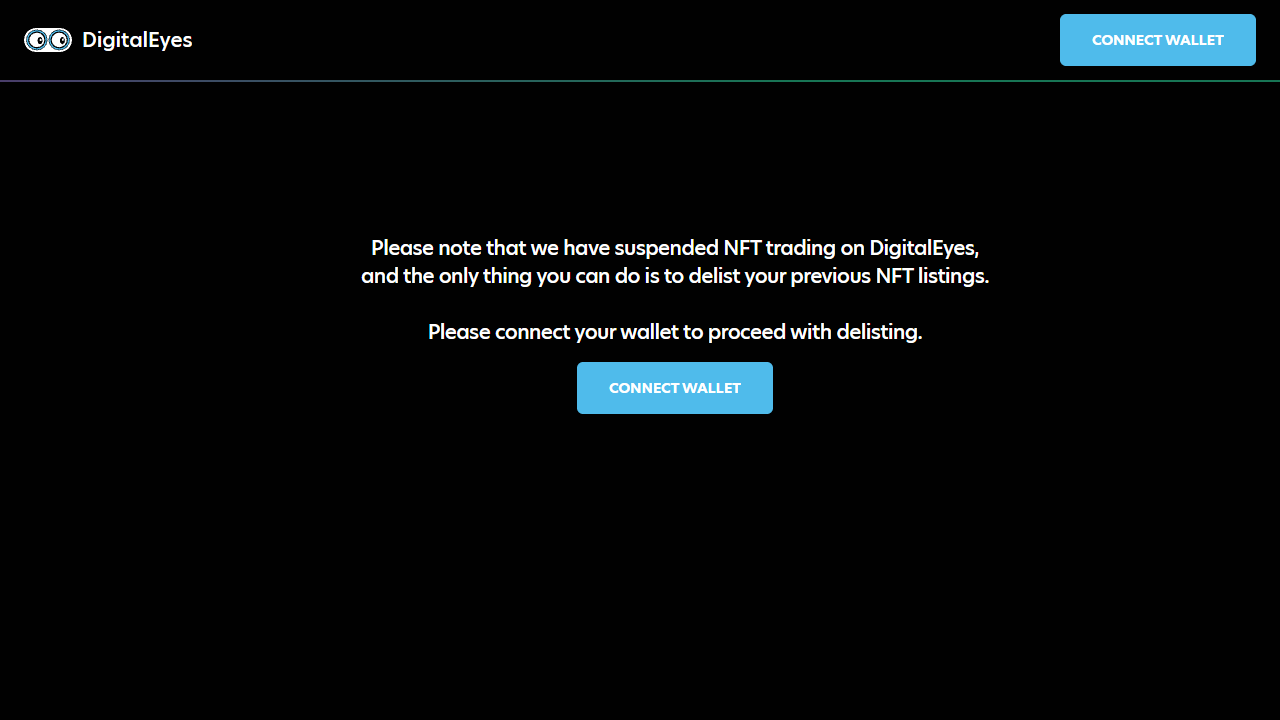 DigitalEyes
CONNECT WALLET
Please note that we have suspended NFT trading on DigitalEyes,
and the only thing you can do is to delist your previous NFT listings.
Please connect your wallet to proceed with delisting.
CONNECT WALLET